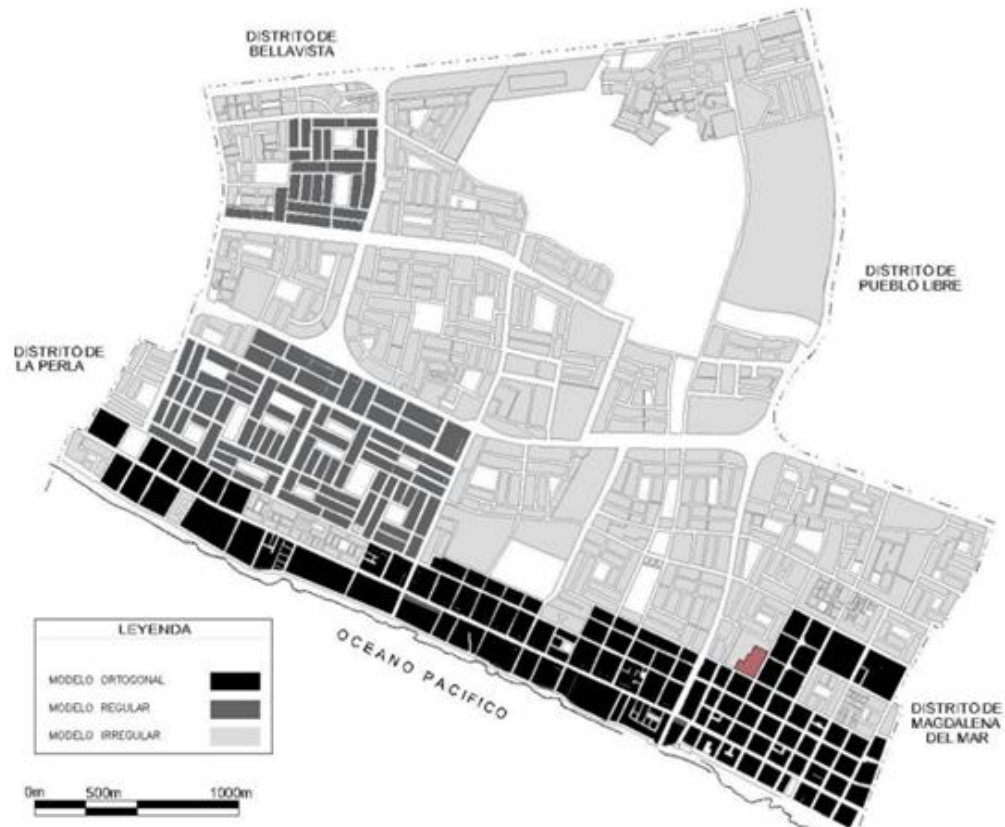 DISTRITO DE
BELLAVISTA
DISTRITO DE
PUEBLO LIBRE
DISTRITO DE
LA PERLA
LEYENDA
MODELO ORTOGONAL
MODELO REGULAR
MODELO IRREGULAR
OCEANO PACIFICO
DISTRITO DE
MAGDALENA
DEL MAR
0m 500m 1000m